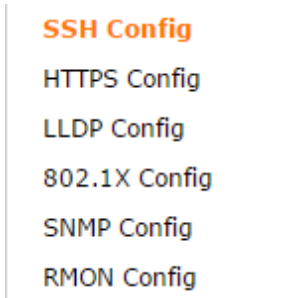 SSH Config
HTTPS Config
LLDP Config
802.1X Config
SNMP Config
RMON Config